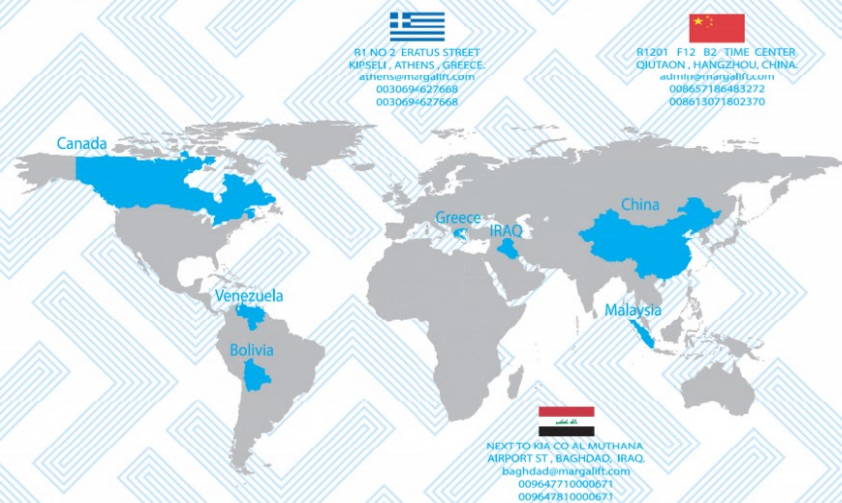 R1 NO 2 ERATUS STREET
KIPSELI , ATHENS , GREECE.
athens@margalift.com
0030694627668
0030694627668
R1201 F12 B2 TIME CENTER
QIUTAON , HANGZHOU, CHINA.
admin@margalift.com
008657186483272
008613071802370
Canada
China
Greece
IRAQ
Venezuela
Malaysia
Bolivia
الله اكبر
NEXT TO KIA CO AL MUTHANA
AIRPORT ST , BAGHDAD, IRAQ.
baghdad@margalift.com
009647710000671
009647810000671